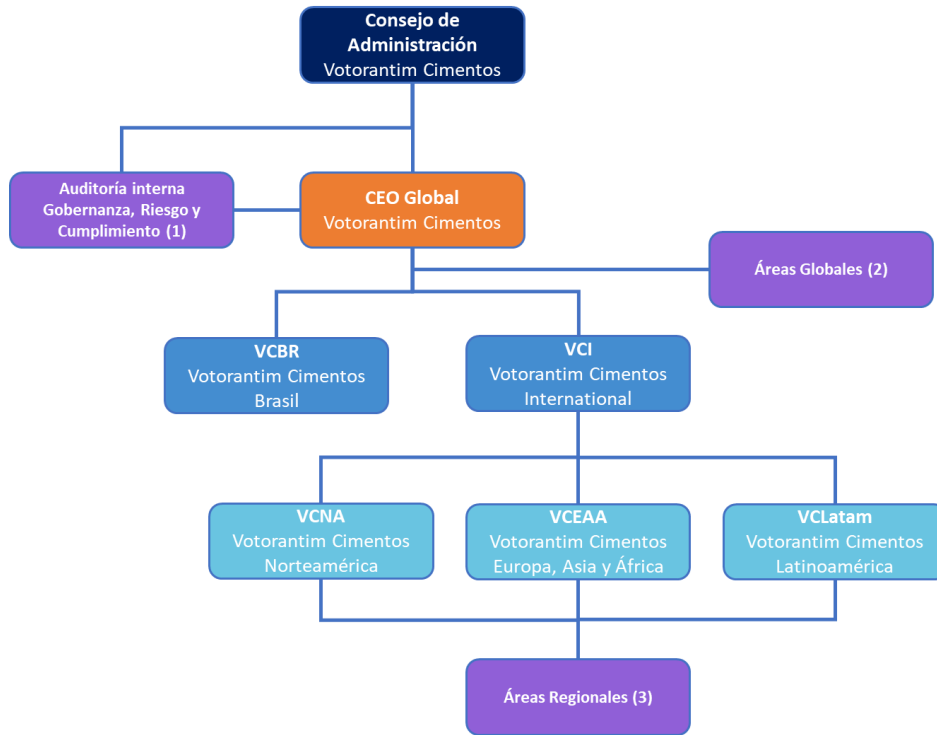 Consejo de
Administración
Votorantim Cimentos
Auditoría interna
Gobernanza, Riesgo y
Cumplimiento (1)
CEO Global
Votorantim Cimentos
Áreas Globales (2)
VCBR
Votorantim Cimentos
Brasil
VCI
Votorantim Cimentos
International
VCNA
Votorantim Cimentos
Norteamérica
VCEAA
Votorantim Cimentos
Europa, Asia y África
VCLatam
Votorantim Cimentos
Latinoamérica
Áreas Regionales (3)